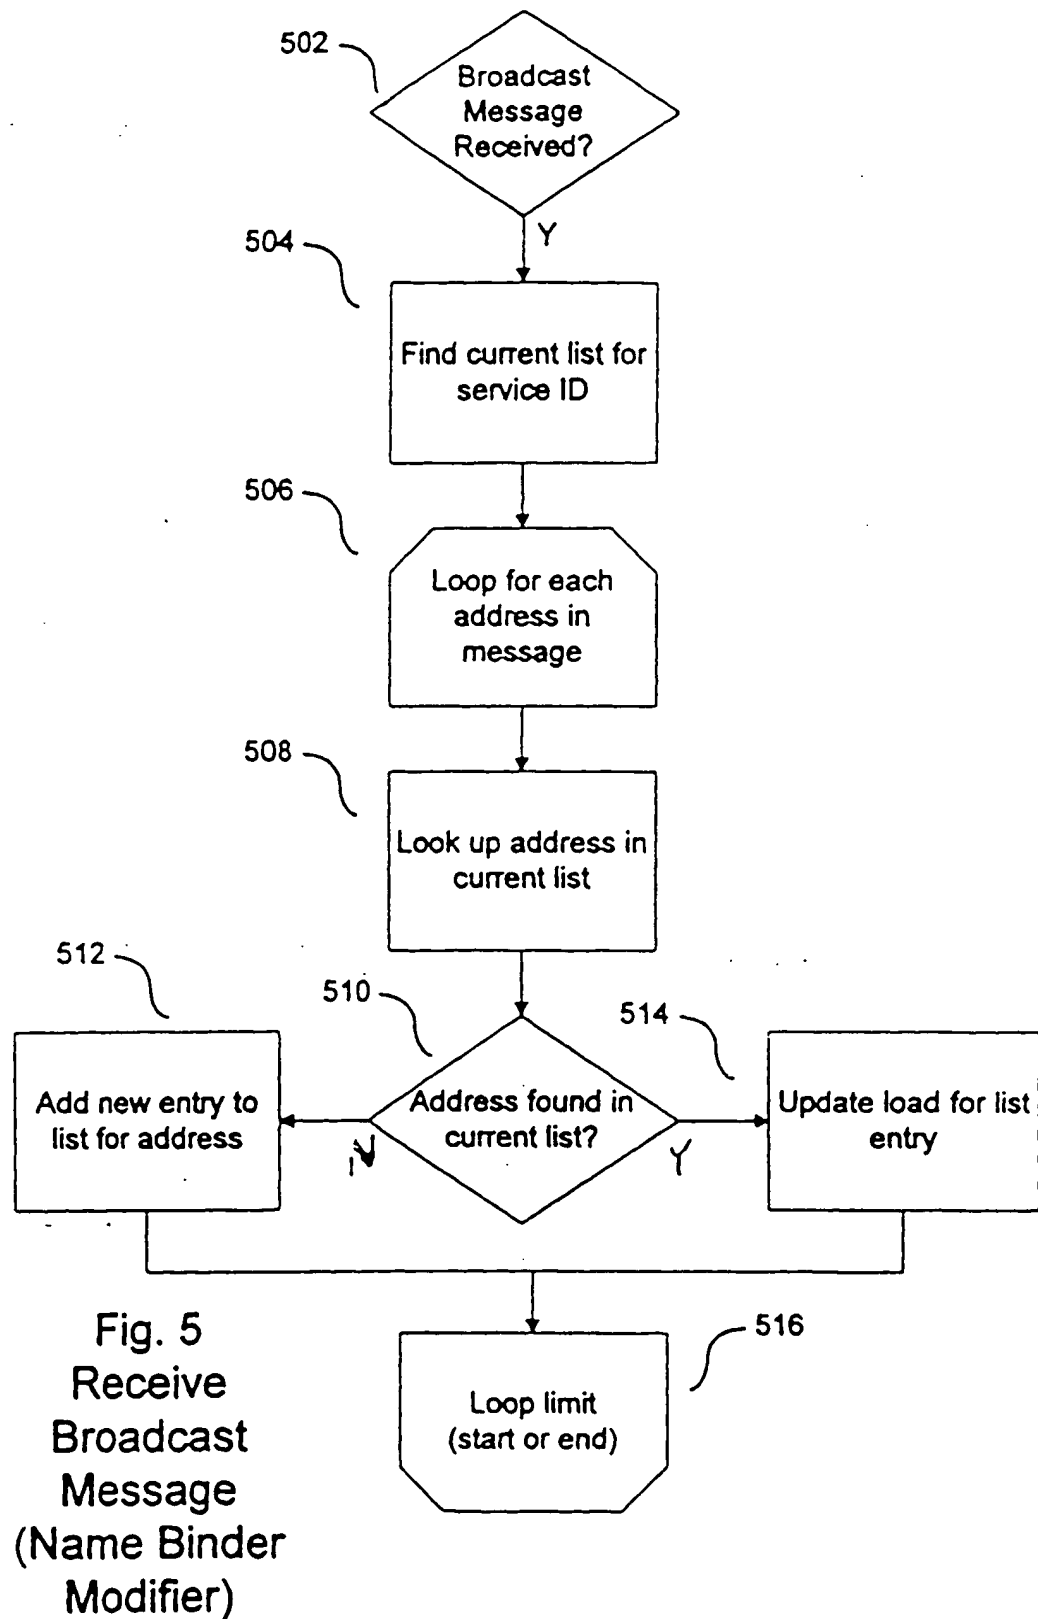 502
Broadcast
Message
Received?
Y
504
Find current list for
service ID
506
Loop for each
address in
message
508
Look up address in
current list
512
510
514
Add new entry to
list for address
Address found in
current list?
Update load for list
entry
N
Y
516
Loop limit
(start or end)
Fig. 5
Receive
Broadcast
Message
(Name Binder
Modifier)